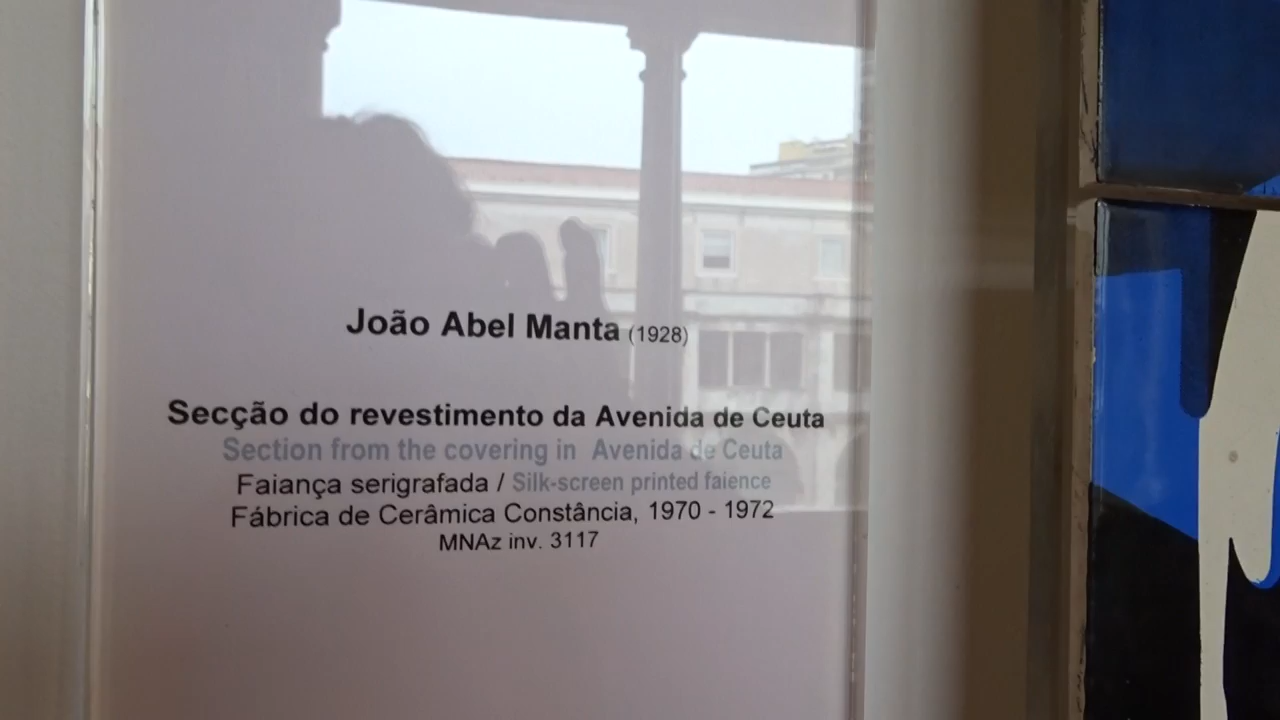 João Abel Manta (1928)
Secção do revestimento da Avenida de Ceuta
Section from the covering in Avenida de Ceuta
Faiança serigrafada / Silk-screen printed faience
Fábrica de Cerâmica Constância, 1970 - 1972
MNAz inv. 3117